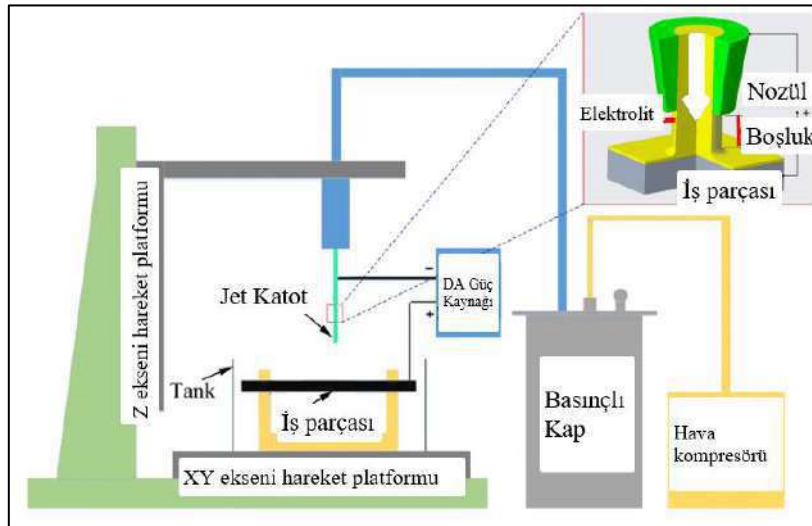 Nozül
Elektrolit
Boşluk
İş parçası
Z ekseni hareket platformu
Jet Katot
DA Güç
Kaynağı
Tank
İş parçası
XY ekseni hareket platformu
Basınçlı
Kap
Hava
kompresörü
− 
+